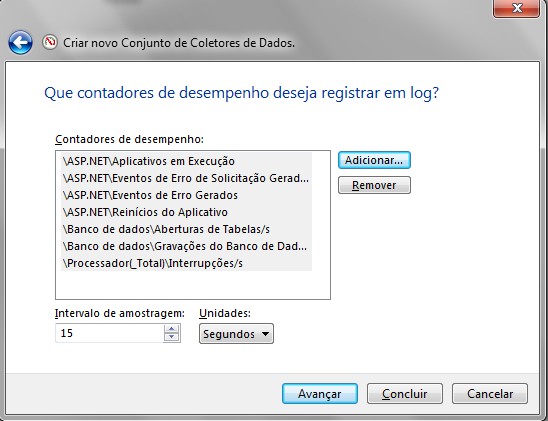 Criar novo Conjunto de Coletores de Dados.
Que contadores de desempenho deseja registrar em log?
Contadores de desempenho:
\ASP.NET\Aplicativos em Execução
\ASP.NET\Eventos de Erro de Solicitação Gerad...
\ASP.NET\Eventos de Erro Gerados
\ASP.NET\Reinícios do Aplicativo
\Banco de dados\Aberturas de Tabelas/s
\Banco de dados\Gravações do Banco de Dad...
\Processador(_Total)\Interrupções/s
Adicionar...
Remover
Intervalo de amostragem:
15
Unidades:
Segundos
Avançar
Concluir
Cancelar